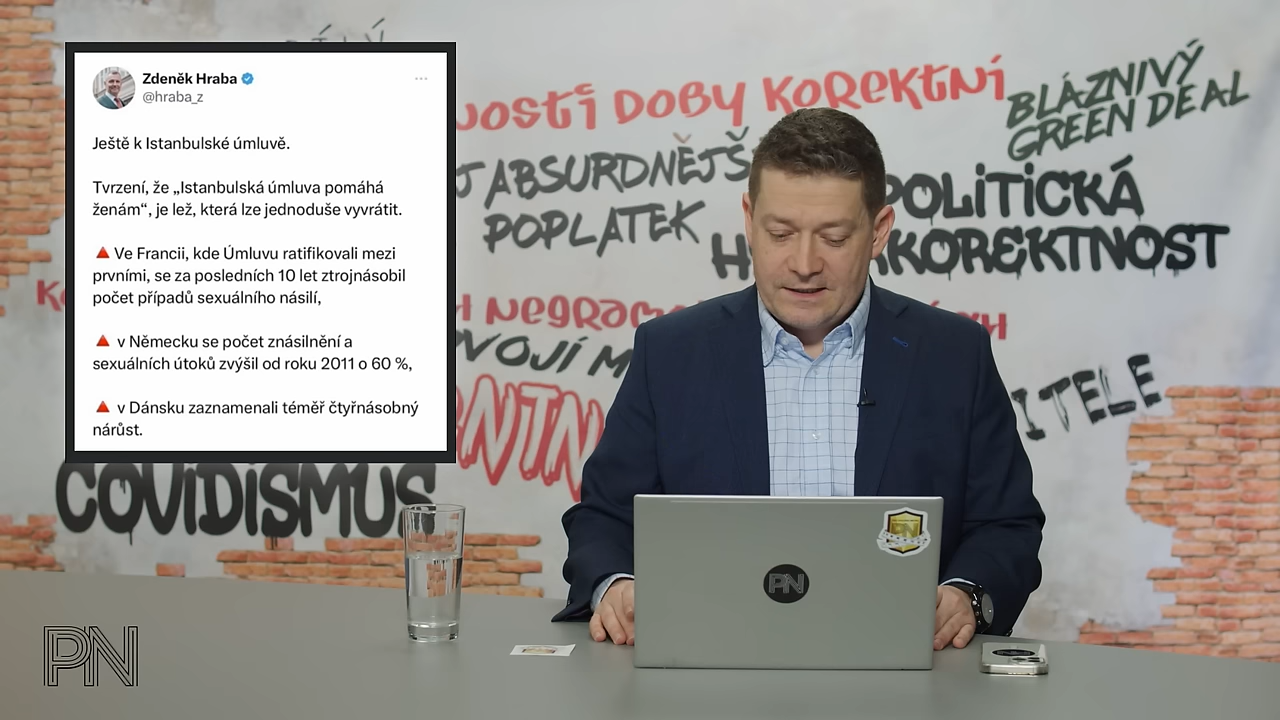 Zdeněk Hraba
@hraba_z
Ještě k Istanbulské úmluvě.
Tvrzení, že „Istanbulská úmluva pomáhá
ženám“, je lež, která lze jednoduše vyvrátit.
🔺Ve Francii, kde Úmluvu ratifikovali mezi
prvními, se za posledních 10 let ztrojnásobil
počet případů sexuálního násilí,
🔺 v Německu se počet znásilnění a
sexuálních útoků zvýšil od roku 2011 o 60 %,
🔺 v Dánsku zaznamenali téměř čtyřnásobný
nárůst.
DOBY KOREKTNÍ
BLÁZNIVÝ
GREEN DEAL
POPLATEK
POLITICKÁ
KOREKTNOST
COVIDISMUS
PN
PN